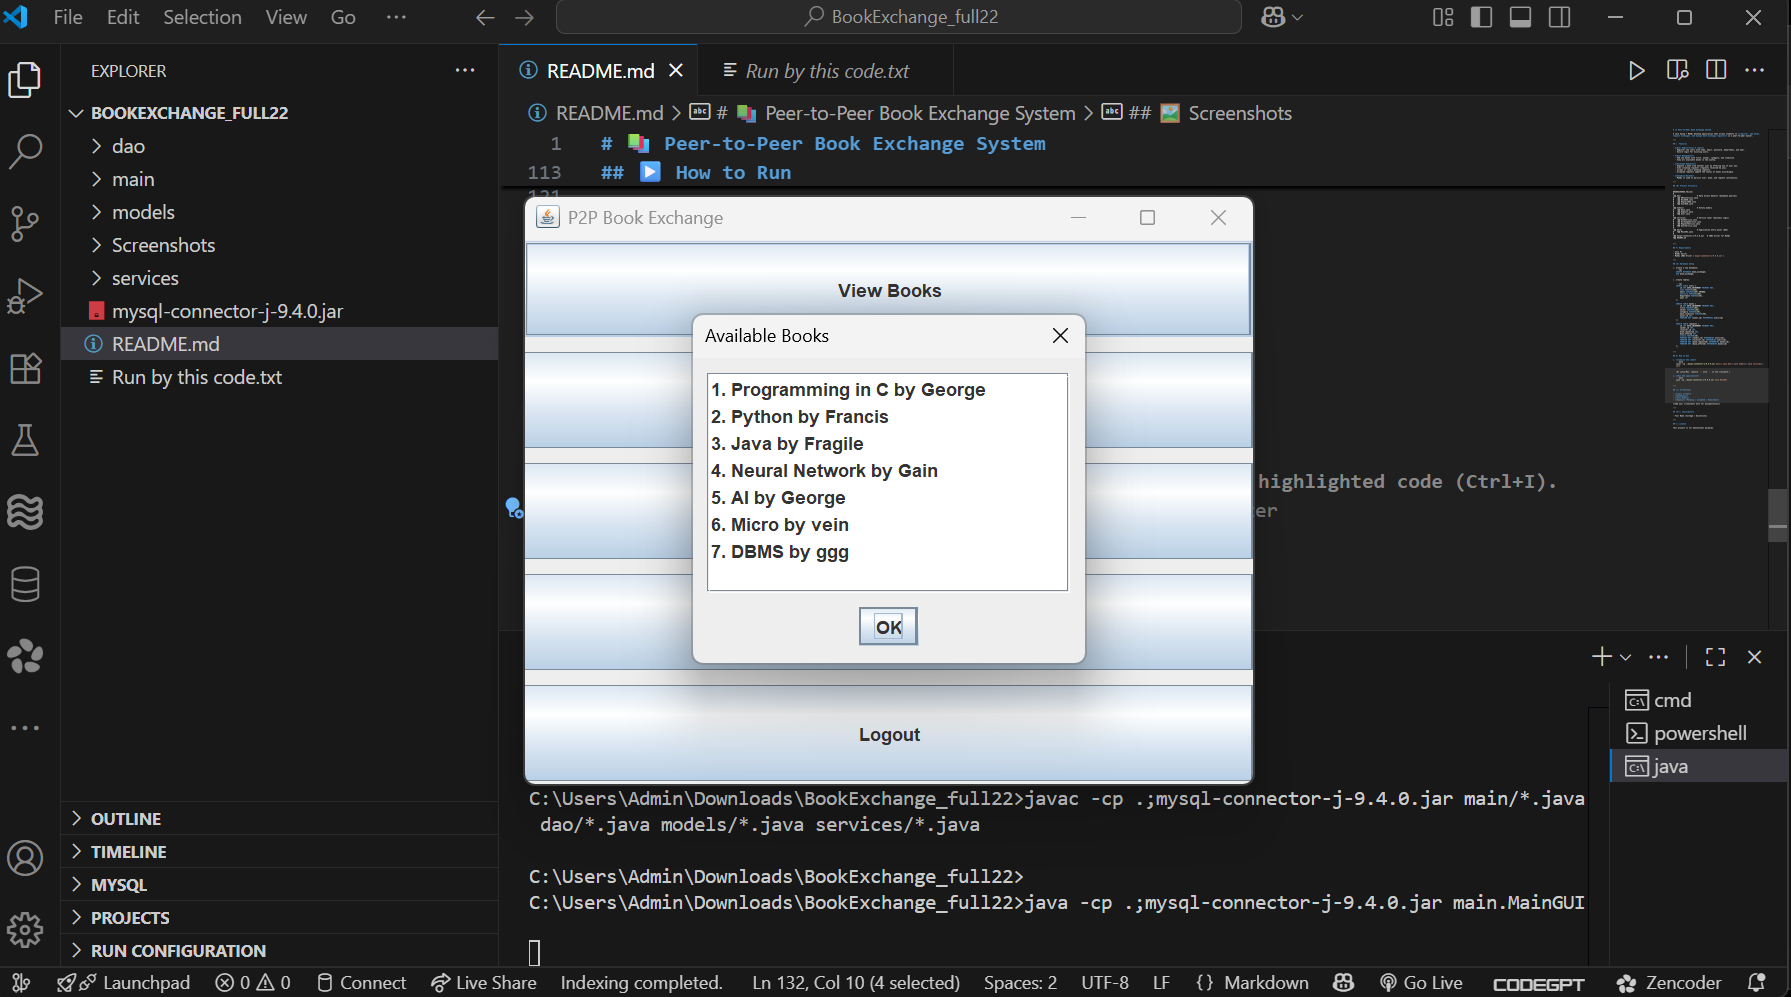 File Edit Selection View Go ···
BookExchange_full22
EXPLORER
BOOKEXCHANGE_FULL22
dao
main
models
Screenshots
services
mysql-connector-j-9.4.0.jar
README.md
Run by this code.txt
OUTLINE
TIMELINE
MYSQL
PROJECTS
RUN CONFIGURATION
README.md
Run by this code.txt
README.md > # Peer-to-Peer Book Exchange System > ## Screenshots
1 # Peer-to-Peer Book Exchange System
113 ## How to Run
highlighted code (Ctrl+I).
er
P2P Book Exchange
View Books
Available Books
1. Programming in C by George
2. Python by Francis
3. Java by Fragile
4. Neural Network by Gain
5. AI by George
6. Micro by vein
7. DBMS by ggg
OK
Logout
cmd
powershell
java
C:\Users\Admin\Downloads\BookExchange_full22>javac -cp .;mysql-connector-j-9.4.0.jar main/*.java
dao/*.java models/*.java services/*.java
C:\Users\Admin\Downloads\BookExchange_full22>
C:\Users\Admin\Downloads\BookExchange_full22>java -cp .;mysql-connector-j-9.4.0.jar main.MainGUI
Launchpad 0 0 Connect Live Share Indexing completed. Ln 132, Col 10 (4 selected) Spaces: 2 UTF-8 LF {} Markdown Go Live CODEGPT Zencoder